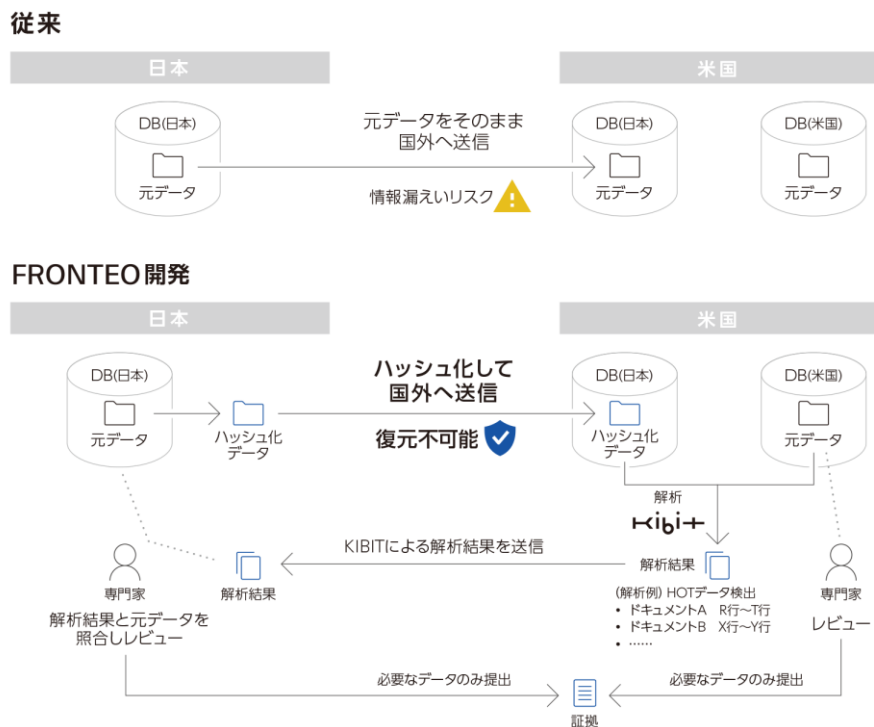 従来
日本
米国
DB(日本)
元データ
元データをそのまま
国外へ送信
情報漏えいリスク
DB(日本)
元データ
DB(米国)
元データ
FRONTEO開発
日本
米国
DB(日本)
元データ
ハッシュ化
データ
ハッシュ化して
国外へ送信
復元不可能
DB(日本)
ハッシュ化
データ
DB(米国)
元データ
解析
kibit
KIBITによる解析結果を送信
専門家
解析結果と元データを
照合しレビュー
解析結果
解析結果
(解析例) HOTデータ検出
• ドキュメントA R行〜T行
• ドキュメントB X行〜Y行
• ……
専門家
レビュー
必要なデータのみ提出
必要なデータのみ提出
証拠